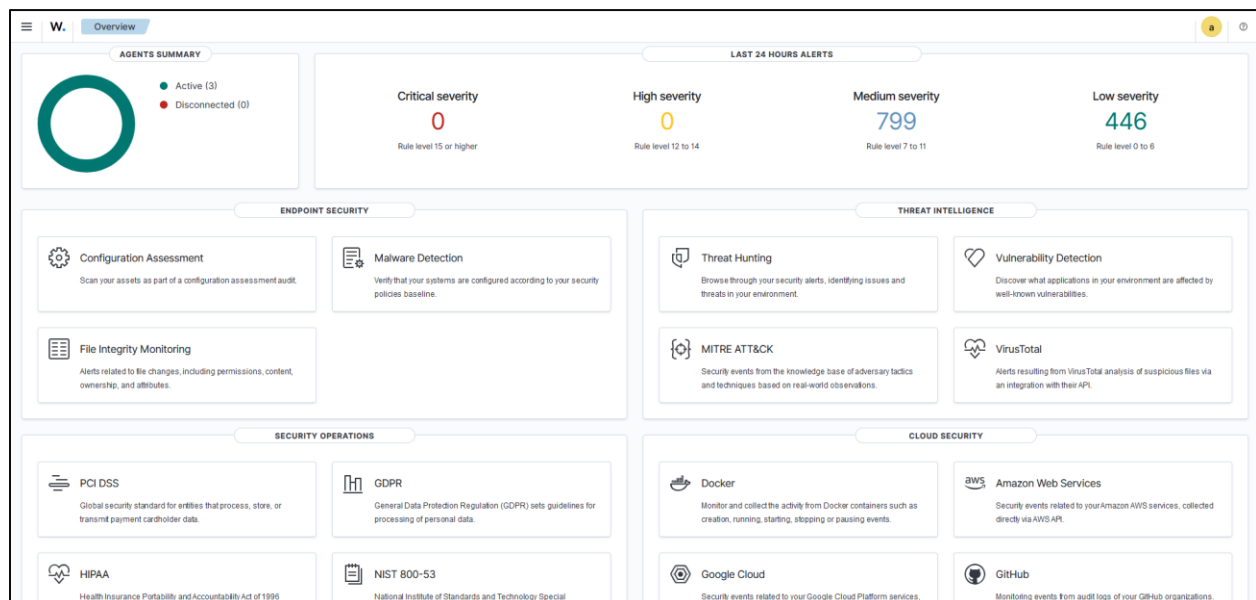 W. Overview a
AGENTS SUMMARY
Active (3)
Disconnected (0)
LAST 24 HOURS ALERTS
Critical severity
0
Rule level 15 or higher
High severity
0
Rule level 12 to 14
Medium severity
799
Rule level 7 to 11
Low severity
446
Rule level 0 to 6
ENDPOINT SECURITY
Configuration Assessment
Scan your assets as part of a configuration assessment audit.
Malware Detection
Verify that your systems are configured according to your security
policies baseline.
File Integrity Monitoring
Alerts related to file changes, including permissions, content,
ownership, and attributes.
THREAT INTELLIGENCE
Threat Hunting
Browse through your security alerts, identifying issues and
threats in your environment.
Vulnerability Detection
Discover what applications in your environment are affected by
well-known vulnerabilities.
MITRE ATT&CK
Security events from the knowledge base of adversary tactics
and techniques based on real-world observations.
VirusTotal
Alerts resulting from VirusTotal analysis of suspicious files via
an integration with their API.
SECURITY OPERATIONS
PCI DSS
Global security standard for entities that process, store, or
transmit payment cardholder data.
GDPR
General Data Protection Regulation (GDPR) sets guidelines for
processing of personal data.
HIPAA
Health Insurance Portability and Accountability Act of 1996
NIST 800-53
National Institute of Standards and Technology Special
CLOUD SECURITY
Docker
Monitor and collect the activity from Docker containers such as
creation, running, starting, stopping or pausing events.
aws Amazon Web Services
Security events related to your Amazon AWS services, collected
directly via AWS API.
Google Cloud
Security events related to your Google Cloud Platform services,
GitHub
Monitoring events from audit logs of your GitHub organizations.